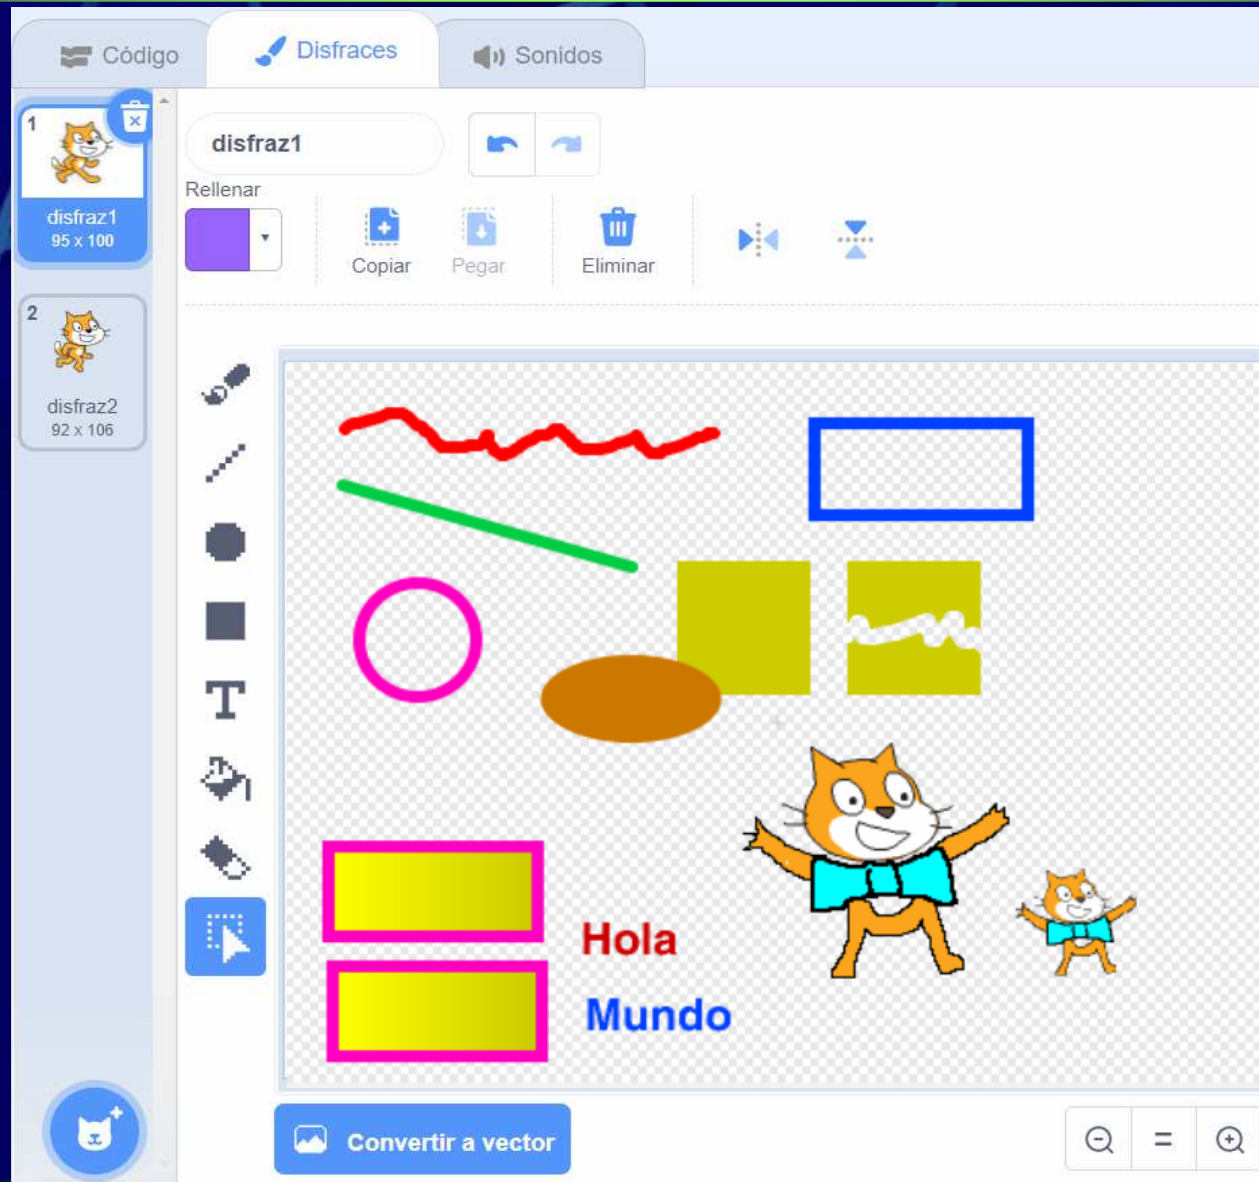 Código
Disfraces
Sonidos
1
disfraz1
95 x 100
2
disfraz2
92 x 106
disfraz1
Rellenar
Copiar
Pegar
Eliminar
T
Hola
Mundo
Convertir a vector